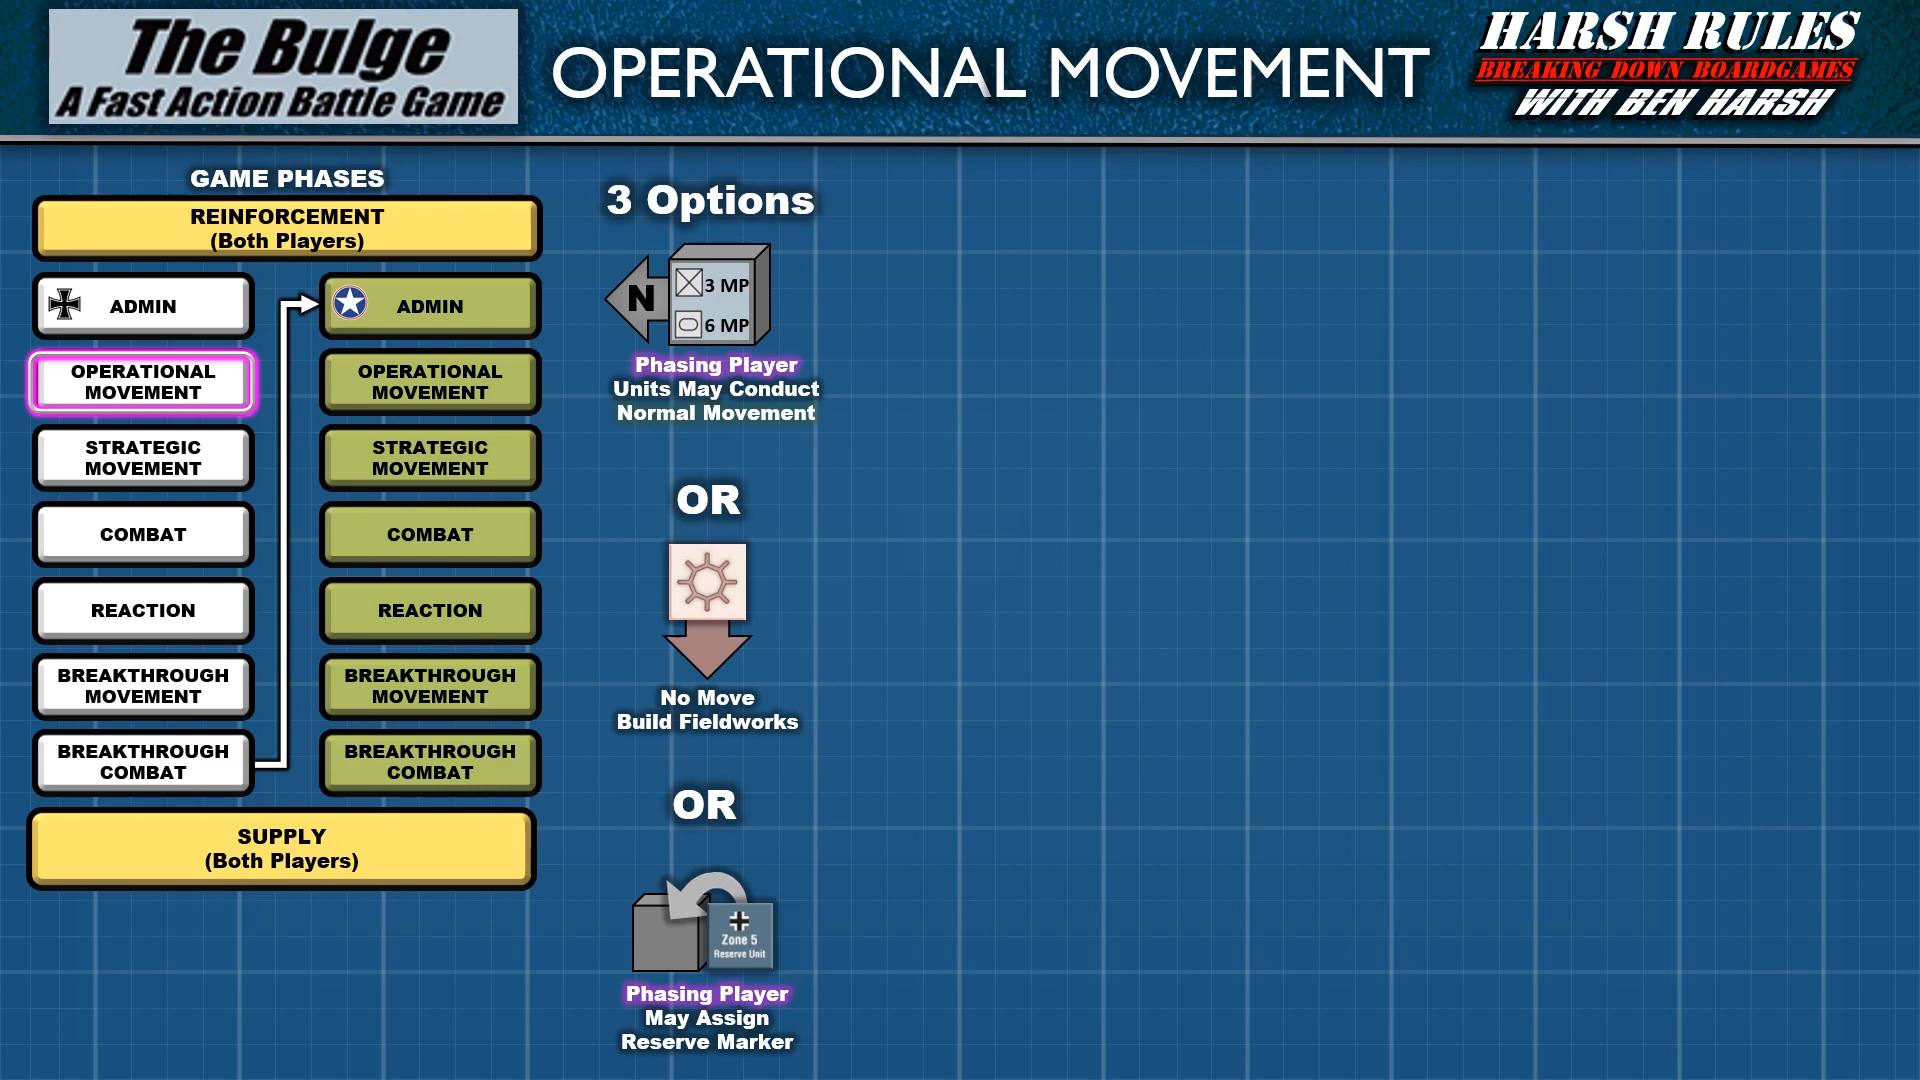 The Bulge
A Fast Action Battle Game
OPERATIONAL MOVEMENT
HARSH RULES
BREAKING DOWN BOARDGAMES
WITH BEN HARSH
GAME PHASES
REINFORCEMENT
(Both Players)
ADMIN
OPERATIONAL
MOVEMENT
STRATEGIC
MOVEMENT
COMBAT
REACTION
BREAKTHROUGH
MOVEMENT
BREAKTHROUGH
COMBAT
ADMIN
OPERATIONAL
MOVEMENT
STRATEGIC
MOVEMENT
COMBAT
REACTION
BREAKTHROUGH
MOVEMENT
BREAKTHROUGH
COMBAT
SUPPLY
(Both Players)
3 Options
N
3 MP
6 MP
Phasing Player
Units May Conduct
Normal Movement
OR
No Move
Build Fieldworks
OR
Zone 5
Reserve Unit
Phasing Player
May Assign
Reserve Marker